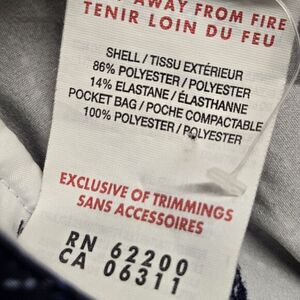 AWAY FROM FIRE
TENIR LOIN DU FEU
SHELL / TISSU EXTÉRIEUR
86% POLYESTER / POLYESTER
14% ELASTANE / ÉLASTHANNE
POCKET BAG / POCHE COMPACTABLE
100% POLYESTER / POLYESTER
EXCLUSIVE OF TRIMMINGS
SANS ACCESSOIRES
RN 62200
CA 06311